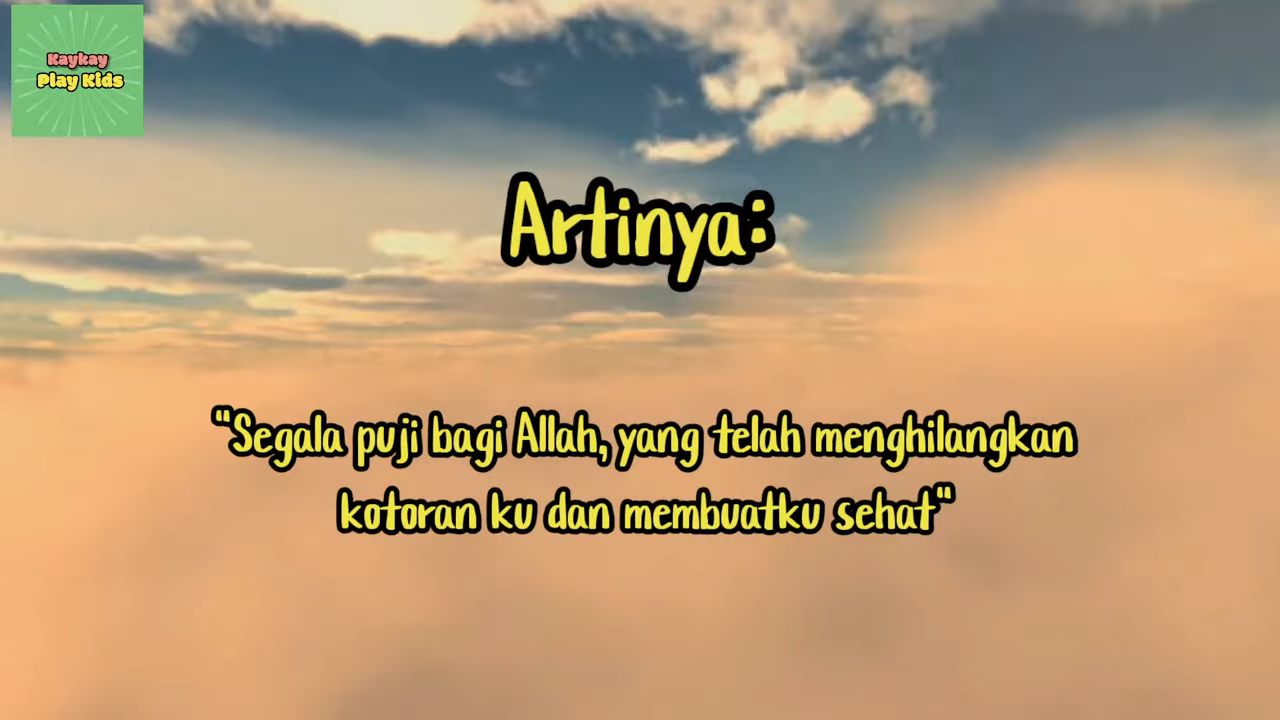 Kaykay
Play Kids
Artinya:
"Segala puji bagi Allah, yang telah menghilangkan
kotoran ku dan membuatku sehat"